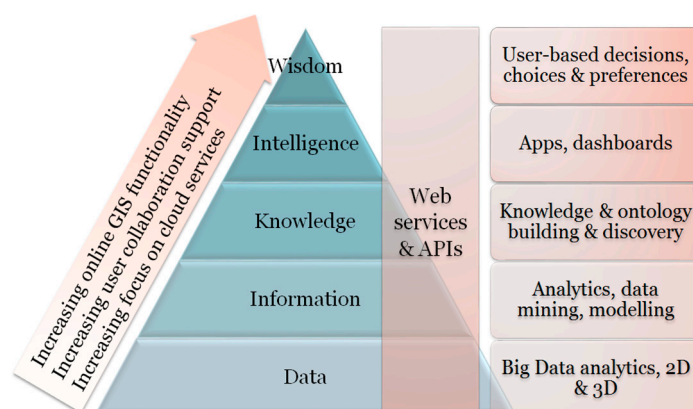 Increasing online GIS functionality
Increasing user collaboration support
Increasing focus on cloud services
Wisdom
Intelligence
Knowledge
Information
Data
Web
services
& APIs
User-based decisions,
choices & preferences
Apps, dashboards
Knowledge & ontology
building & discovery
Analytics, data
mining, modelling
Big Data analytics, 2D
& 3D